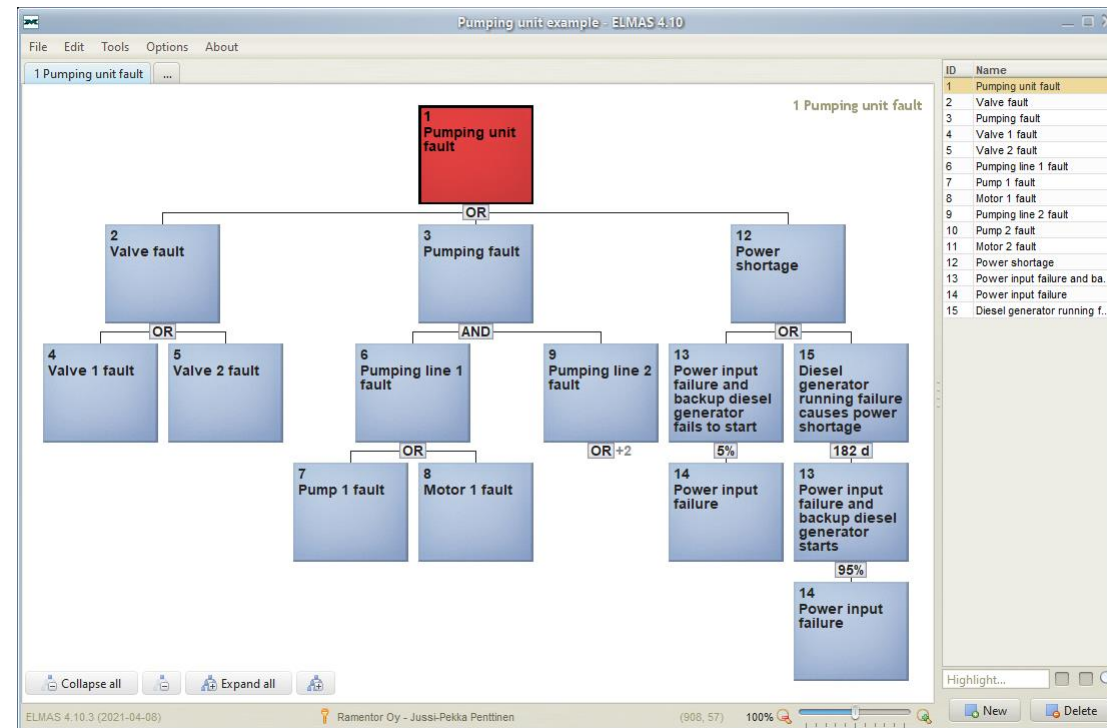 Pumping unit example - ELMAS 4.10
File Edit Tools Options About
1 Pumping unit fault ...
1 Pumping unit fault
1
Pumping unit
fault
OR
2
Valve fault
3
Pumping fault
12
Power
shortage
OR
AND
OR
4
Valve 1 fault
5
Valve 2 fault
6
Pumping line 1
fault
9
Pumping line 2
fault
13
Power input
failure and
backup diesel
generator
fails to start
15
Diesel
generator
running failure
causes power
shortage
OR
OR +2
5%
182 d
7
Pump 1 fault
8
Motor 1 fault
14
Power input
failure
13
Power input
failure and
backup diesel
generator
starts
95%
14
Power input
failure
ID Name
1 Pumping unit fault
2 Valve fault
3 Pumping fault
4 Valve 1 fault
5 Valve 2 fault
6 Pumping line 1 fault
7 Pump 1 fault
8 Motor 1 fault
9 Pumping line 2 fault
10 Pump 2 fault
11 Motor 2 fault
12 Power shortage
13 Power input failure and ba..
14 Power input failure
15 Diesel generator running f...
Collapse all Expand all
Highlight...
New Delete
ELMAS 4.10.3 (2021-04-08) Ramentor Oy - Jussi-Pekka Penttinen (908, 57) 100%